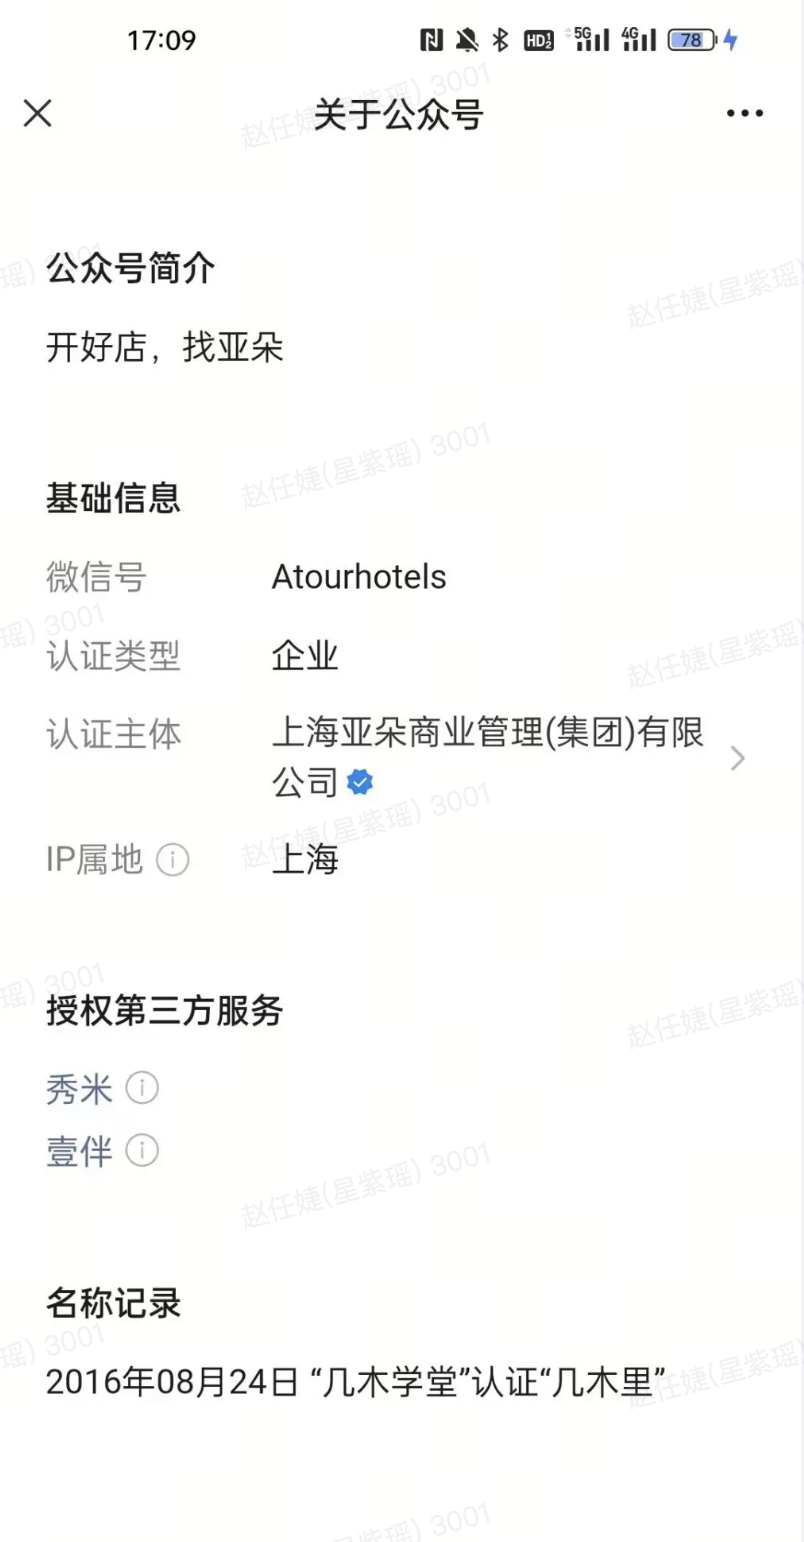 17:09
HD 5G 4G 78
关于公众号
公众号简介
开好店，找亚朵
基础信息
微信号 Atourhotels
认证类型 企业
认证主体 上海亚朵商业管理(集团)有限
公司
IP属地 上海
授权第三方服务
秀米
壹伴
名称记录
2016年08月24日 “几木学堂”认证“几木里”
赵任婕(星紫瑶) 3001